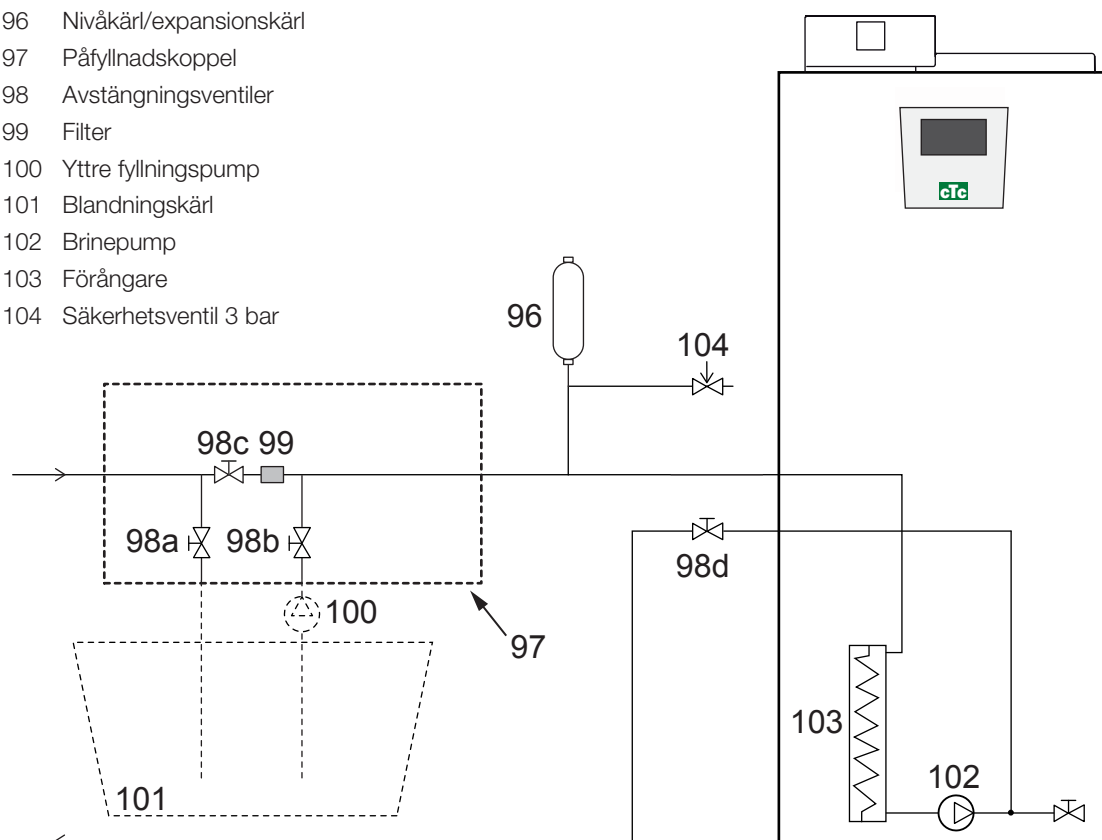 96 Nivåkärl/expansionskärl
97 Påfyllnadskoppel
98 Avstängningsventiler
99 Filter
100 Yttre fyllningspump
101 Blandningskärl
102 Brinepump
103 Förångare
104 Säkerhetsventil 3 bar
cTc
96
104
98c 99
98a 98b
98d
100
97
103
102
101